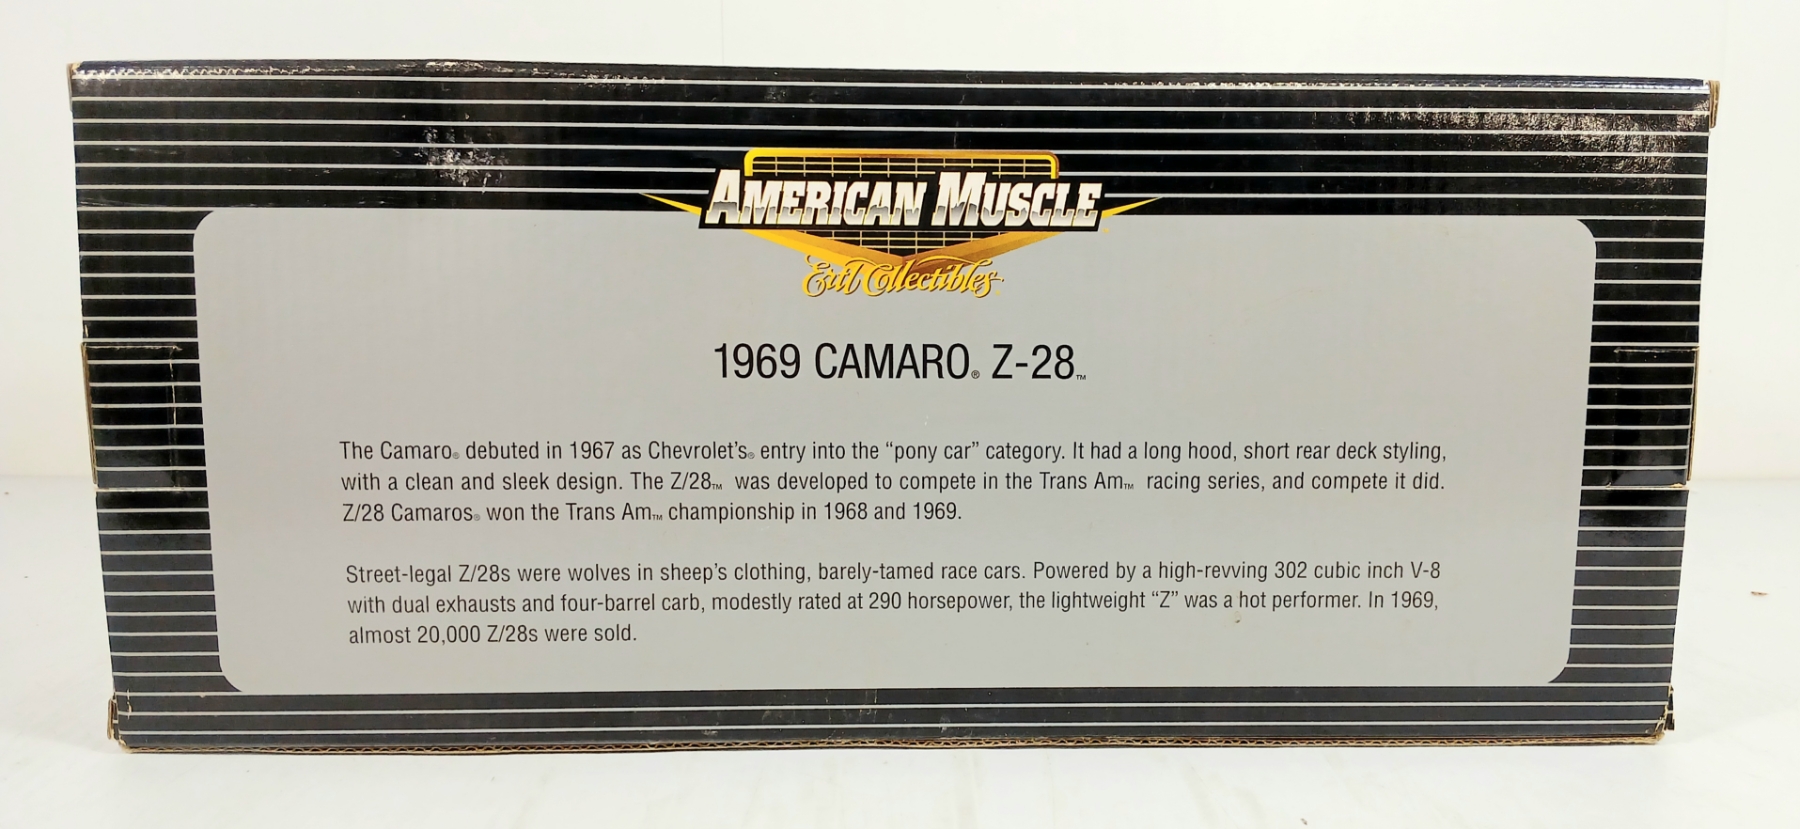 AMERICAN MUSCLE
Ertl Collectibles
1969 CAMARO® Z-28™
The Camaro® debuted in 1967 as Chevrolet's® entry into the “pony car” category. It had a long hood, short rear deck styling,
with a clean and sleek design. The Z/28™ was developed to compete in the Trans Am™ racing series, and compete it did.
Z/28 Camaros® won the Trans Am™ championship in 1968 and 1969.
Street-legal Z/28s were wolves in sheep's clothing, barely-tamed race cars. Powered by a high-revving 302 cubic inch V-8
with dual exhausts and four-barrel carb, modestly rated at 290 horsepower, the lightweight “Z” was a hot performer. In 1969,
almost 20,000 Z/28s were sold.